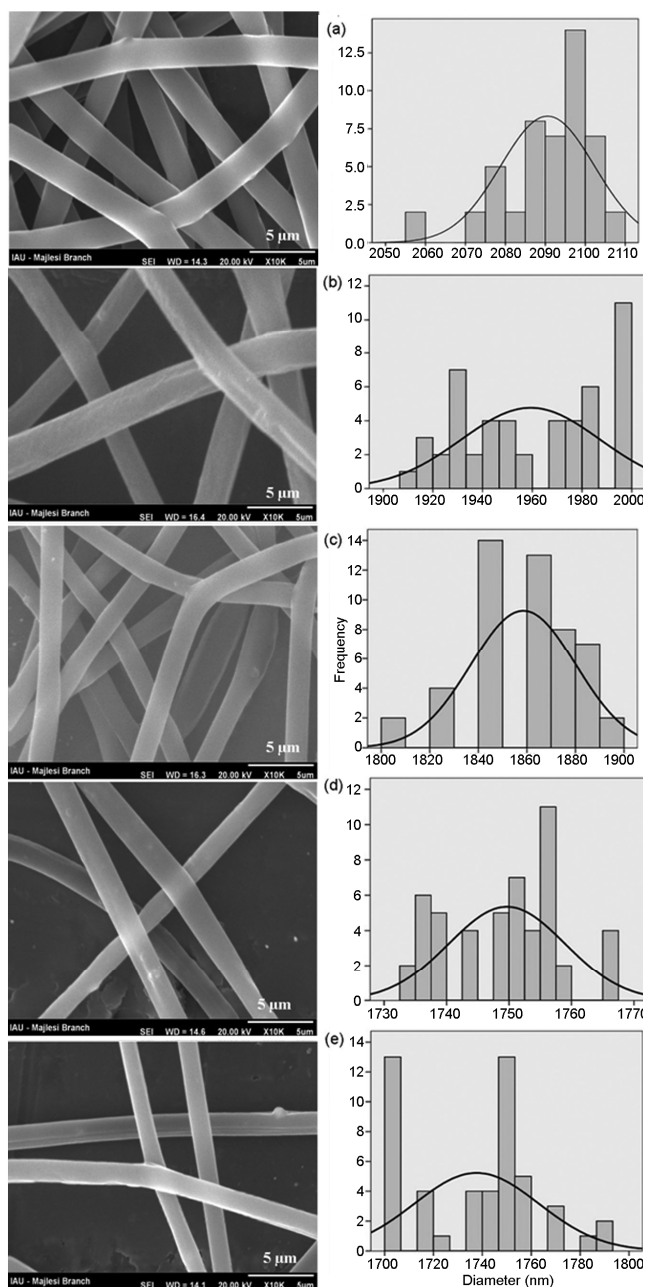 (a)
12.5
10.0
7.5
5.0
2.5
0.0
2050 2060 2070 2080 2090 2100 2110
5 µm
IAU - Majlesi Branch SEI WD = 14.3 20.00 kV X10K 5um
(b)
12
10
8
6
4
2
0
1900 1920 1940 1960 1980 2000
5 µm
IAU - Majlesi Branch SEI WD = 16.4 20.00 kV X10K 5um
(c)
14
12
10
8
6
4
2
0
Frequency
1800 1820 1840 1860 1880 1900
5 µm
IAU - Majlesi Branch SEI WD = 16.3 20.00 kV X10K 5um
(d)
12
10
8
6
4
2
0
1730 1740 1750 1760 1770
5 µm
IAU - Majlesi Branch SEI WD = 14.6 20.00 kV X10K 5um
(e)
14
12
10
8
6
4
2
0
1700 1720 1740 1760 1780 1800
Diameter (nm)
5 µm
IAU - Majlesi Branch SEI WD = 14.1 20.00 kV X10K 5um